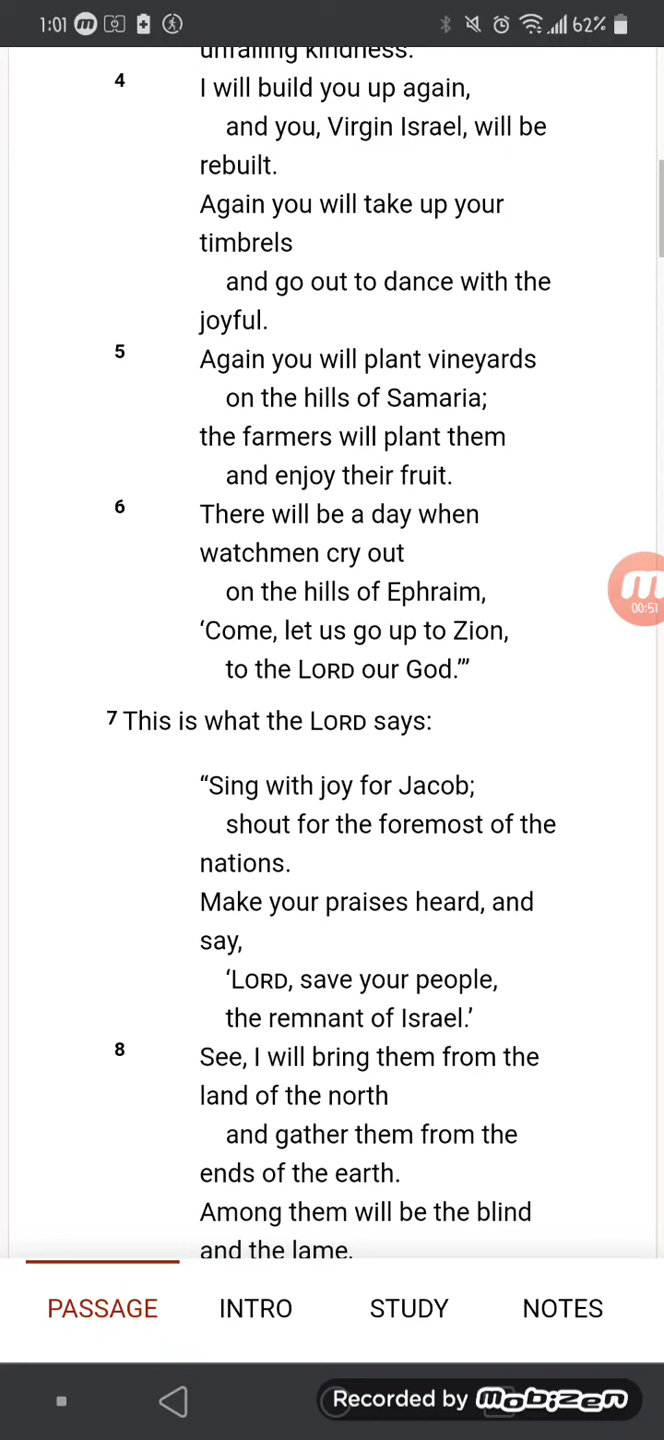 1:01 62%
unfailing kindness.
4 I will build you up again,
and you, Virgin Israel, will be
rebuilt.
Again you will take up your
timbrels
and go out to dance with the
joyful.
5 Again you will plant vineyards
on the hills of Samaria;
the farmers will plant them
and enjoy their fruit.
6 There will be a day when
watchmen cry out
on the hills of Ephraim,
‘Come, let us go up to Zion,
to the LORD our God.’”
7 This is what the LORD says:
“Sing with joy for Jacob;
shout for the foremost of the
nations.
Make your praises heard, and
say,
‘LORD, save your people,
the remnant of Israel.’
8 See, I will bring them from the
land of the north
and gather them from the
ends of the earth.
Among them will be the blind
and the lame,
00:51
PASSAGE INTRO STUDY NOTES
Recorded by mobizen